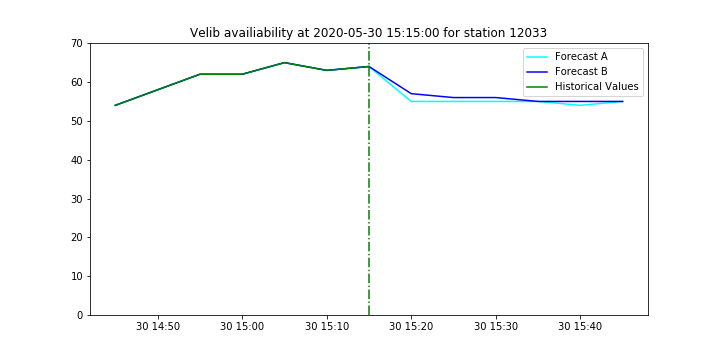 Velib availiability at 2020-05-30 15:15:00 for station 12033
70
60
50
40
30
20
10
0
Forecast A
Forecast B
Historical Values
30 14:50 30 15:00 30 15:10 30 15:20 30 15:30 30 15:40